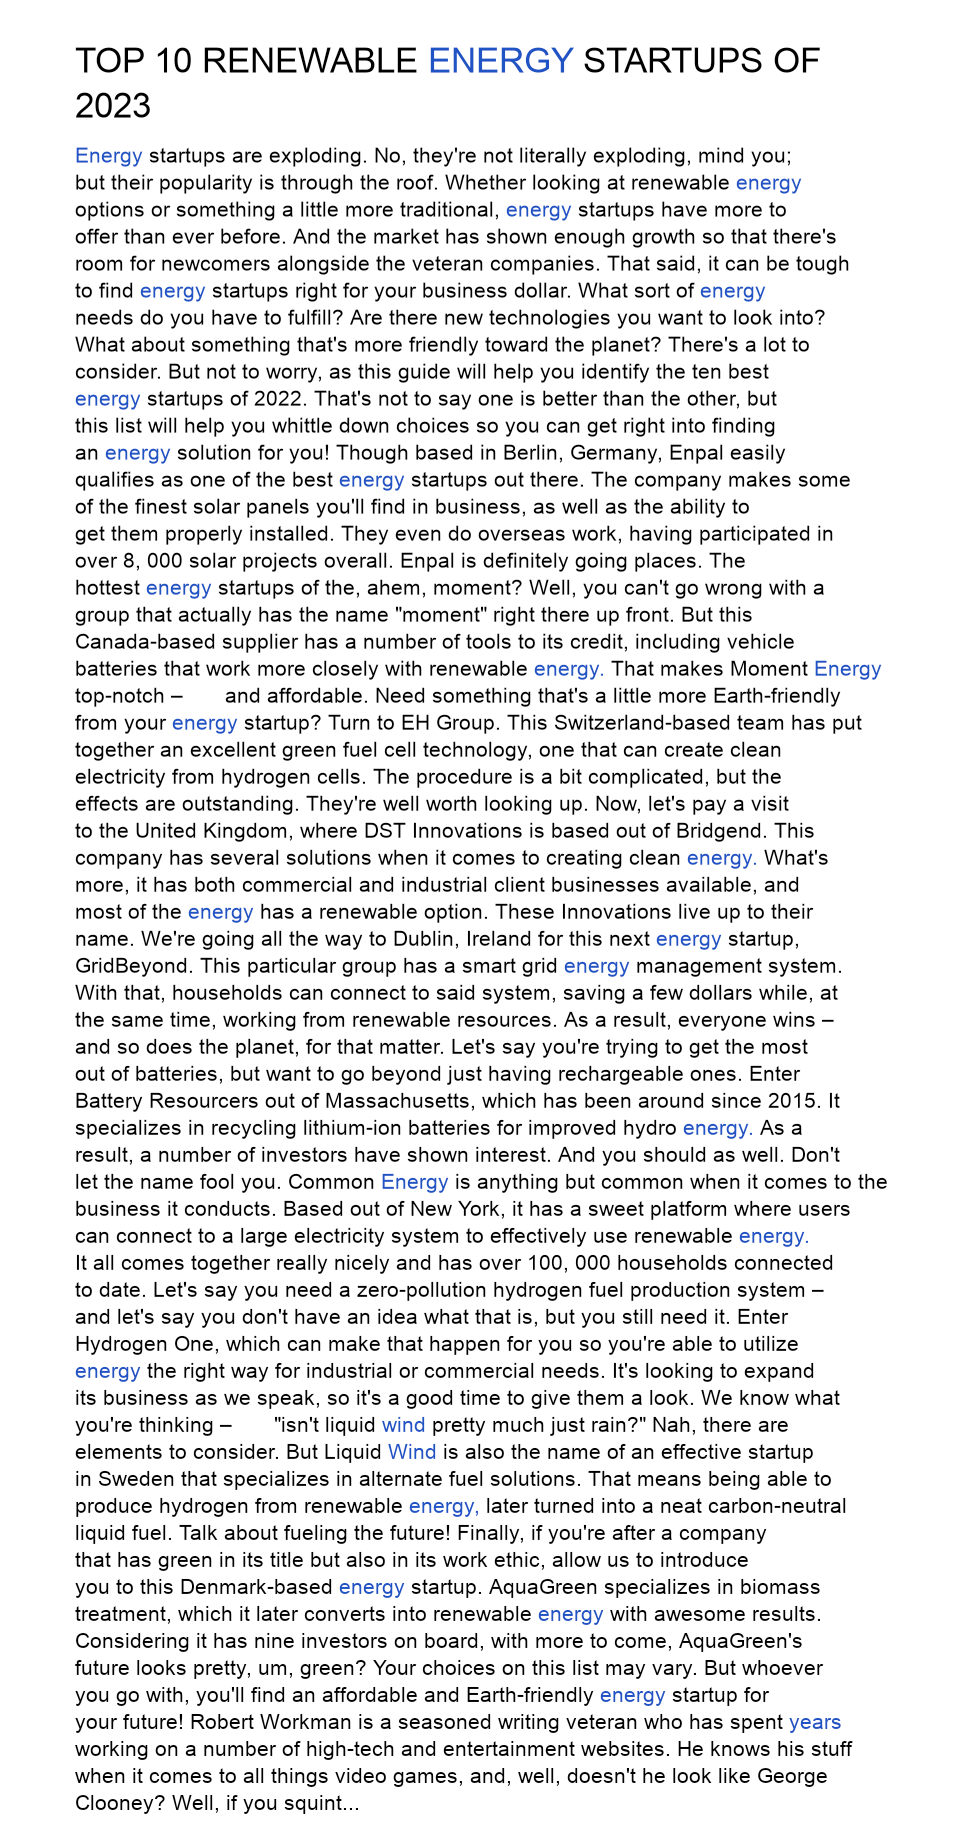 TOP 10 RENEWABLE ENERGY STARTUPS OF
2023
Energy startups are exploding. No, they're not literally exploding, mind you;
but their popularity is through the roof. Whether looking at renewable energy
options or something a little more traditional, energy startups have more to
offer than ever before. And the market has shown enough growth so that there's
room for newcomers alongside the veteran companies. That said, it can be tough
to find energy startups right for your business dollar. What sort of energy
needs do you have to fulfill? Are there new technologies you want to look into?
What about something that's more friendly toward the planet? There's a lot to
consider. But not to worry, as this guide will help you identify the ten best
energy startups of 2022. That's not to say one is better than the other, but
this list will help you whittle down choices so you can get right into finding
an energy solution for you! Though based in Berlin, Germany, Enpal easily
qualifies as one of the best energy startups out there. The company makes some
of the finest solar panels you'll find in business, as well as the ability to
get them properly installed. They even do overseas work, having participated in
over 8, 000 solar projects overall. Enpal is definitely going places. The
hottest energy startups of the, ahem, moment? Well, you can't go wrong with a
group that actually has the name "moment" right there up front. But this
Canada-based supplier has a number of tools to its credit, including vehicle
batteries that work more closely with renewable energy. That makes Moment Energy
top-notch – and affordable. Need something that's a little more Earth-friendly
from your energy startup? Turn to EH Group. This Switzerland-based team has put
together an excellent green fuel cell technology, one that can create clean
electricity from hydrogen cells. The procedure is a bit complicated, but the
effects are outstanding. They're well worth looking up. Now, let's pay a visit
to the United Kingdom, where DST Innovations is based out of Bridgend. This
company has several solutions when it comes to creating clean energy. What's
more, it has both commercial and industrial client businesses available, and
most of the energy has a renewable option. These Innovations live up to their
name. We're going all the way to Dublin, Ireland for this next energy startup,
GridBeyond. This particular group has a smart grid energy management system.
With that, households can connect to said system, saving a few dollars while, at
the same time, working from renewable resources. As a result, everyone wins –
and so does the planet, for that matter. Let's say you're trying to get the most
out of batteries, but want to go beyond just having rechargeable ones. Enter
Battery Resourcers out of Massachusetts, which has been around since 2015. It
specializes in recycling lithium-ion batteries for improved hydro energy. As a
result, a number of investors have shown interest. And you should as well. Don't
let the name fool you. Common Energy is anything but common when it comes to the
business it conducts. Based out of New York, it has a sweet platform where users
can connect to a large electricity system to effectively use renewable energy.
It all comes together really nicely and has over 100, 000 households connected
to date. Let's say you need a zero-pollution hydrogen fuel production system –
and let's say you don't have an idea what that is, but you still need it. Enter
Hydrogen One, which can make that happen for you so you're able to utilize
energy the right way for industrial or commercial needs. It's looking to expand
its business as we speak, so it's a good time to give them a look. We know what
you're thinking – "isn't liquid wind pretty much just rain?" Nah, there are
elements to consider. But Liquid Wind is also the name of an effective startup
in Sweden that specializes in alternate fuel solutions. That means being able to
produce hydrogen from renewable energy, later turned into a neat carbon-neutral
liquid fuel. Talk about fueling the future! Finally, if you're after a company
that has green in its title but also in its work ethic, allow us to introduce
you to this Denmark-based energy startup. AquaGreen specializes in biomass
treatment, which it later converts into renewable energy with awesome results.
Considering it has nine investors on board, with more to come, AquaGreen's
future looks pretty, um, green? Your choices on this list may vary. But whoever
you go with, you'll find an affordable and Earth-friendly energy startup for
your future! Robert Workman is a seasoned writing veteran who has spent years
working on a number of high-tech and entertainment websites. He knows his stuff
when it comes to all things video games, and, well, doesn't he look like George
Clooney? Well, if you squint...